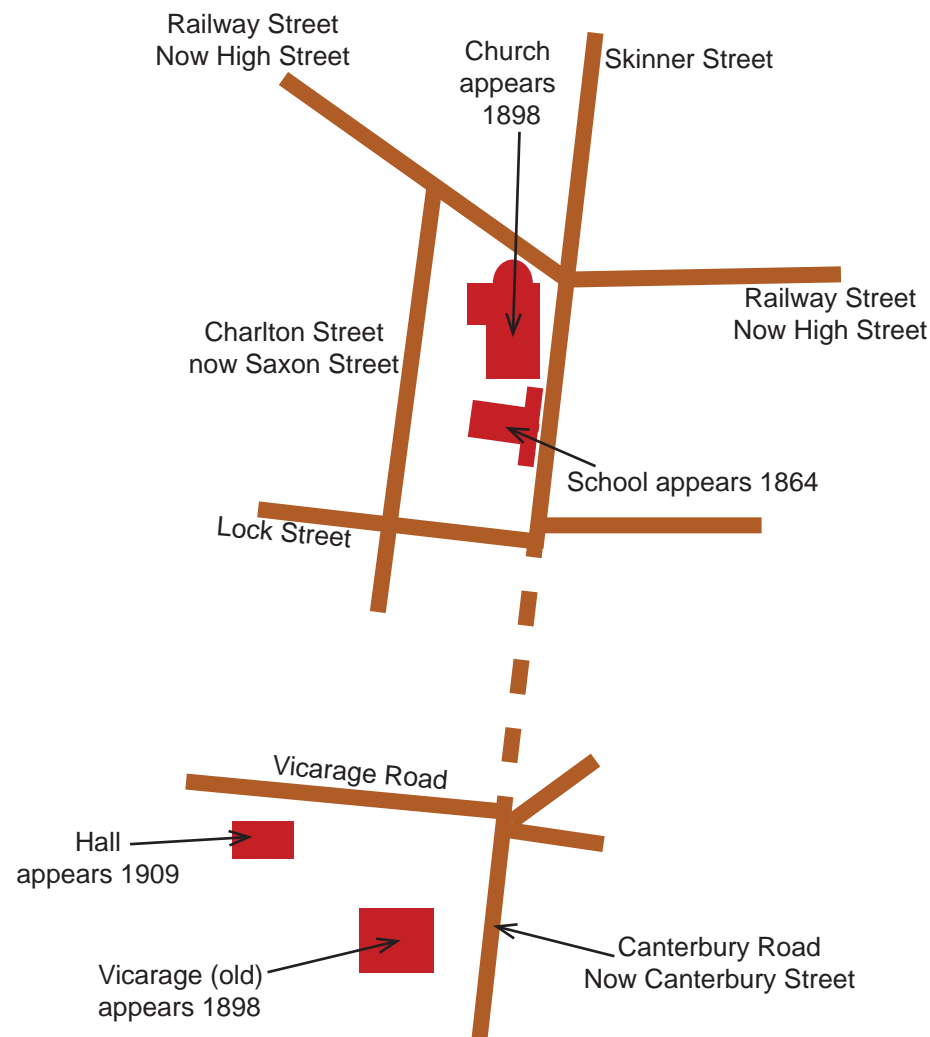 Railway Street
Now High Street
Church
appears
1898
Skinner Street
Railway Street
Now High Street
Charlton Street
now Saxon Street
School appears 1864
Lock Street
Vicarage Road
Hall
appears 1909
Canterbury Road
Now Canterbury Street
Vicarage (old)
appears 1898